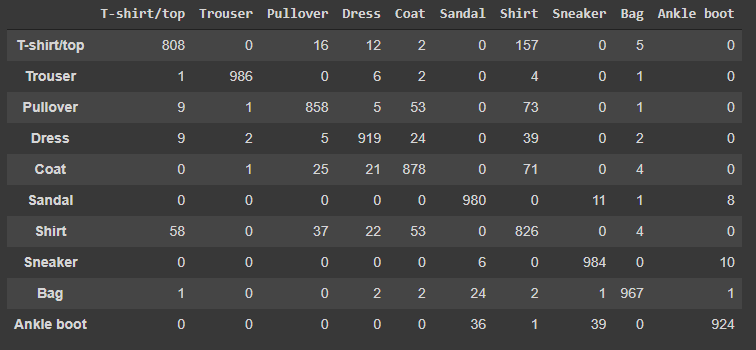 T-shirt/top Trouser Pullover Dress Coat Sandal Shirt Sneaker Bag Ankle boot
T-shirt/top 808 0 16 12 2 0 157 0 5 0
Trouser 1 986 0 6 2 0 4 0 1 0
Pullover 9 1 858 5 53 0 73 0 1 0
Dress 9 2 5 919 24 0 39 0 2 0
Coat 0 1 25 21 878 0 71 0 4 0
Sandal 0 0 0 0 0 980 0 11 1 8
Shirt 58 0 37 22 53 0 826 0 4 0
Sneaker 0 0 0 0 0 6 0 984 0 10
Bag 1 0 0 2 2 24 2 1 967 1
Ankle boot 0 0 0 0 0 36 1 39 0 924